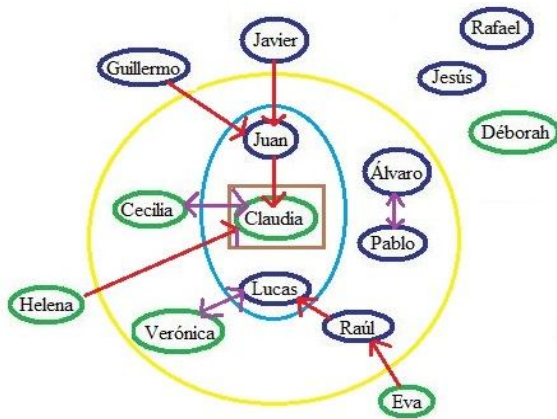 Rafael
Javier
Guillermo
Jesús
Juan
Déborah
Álvaro
Cecilia
Claudia
Pablo
Lucas
Helena
Verónica
Raúl
Eva